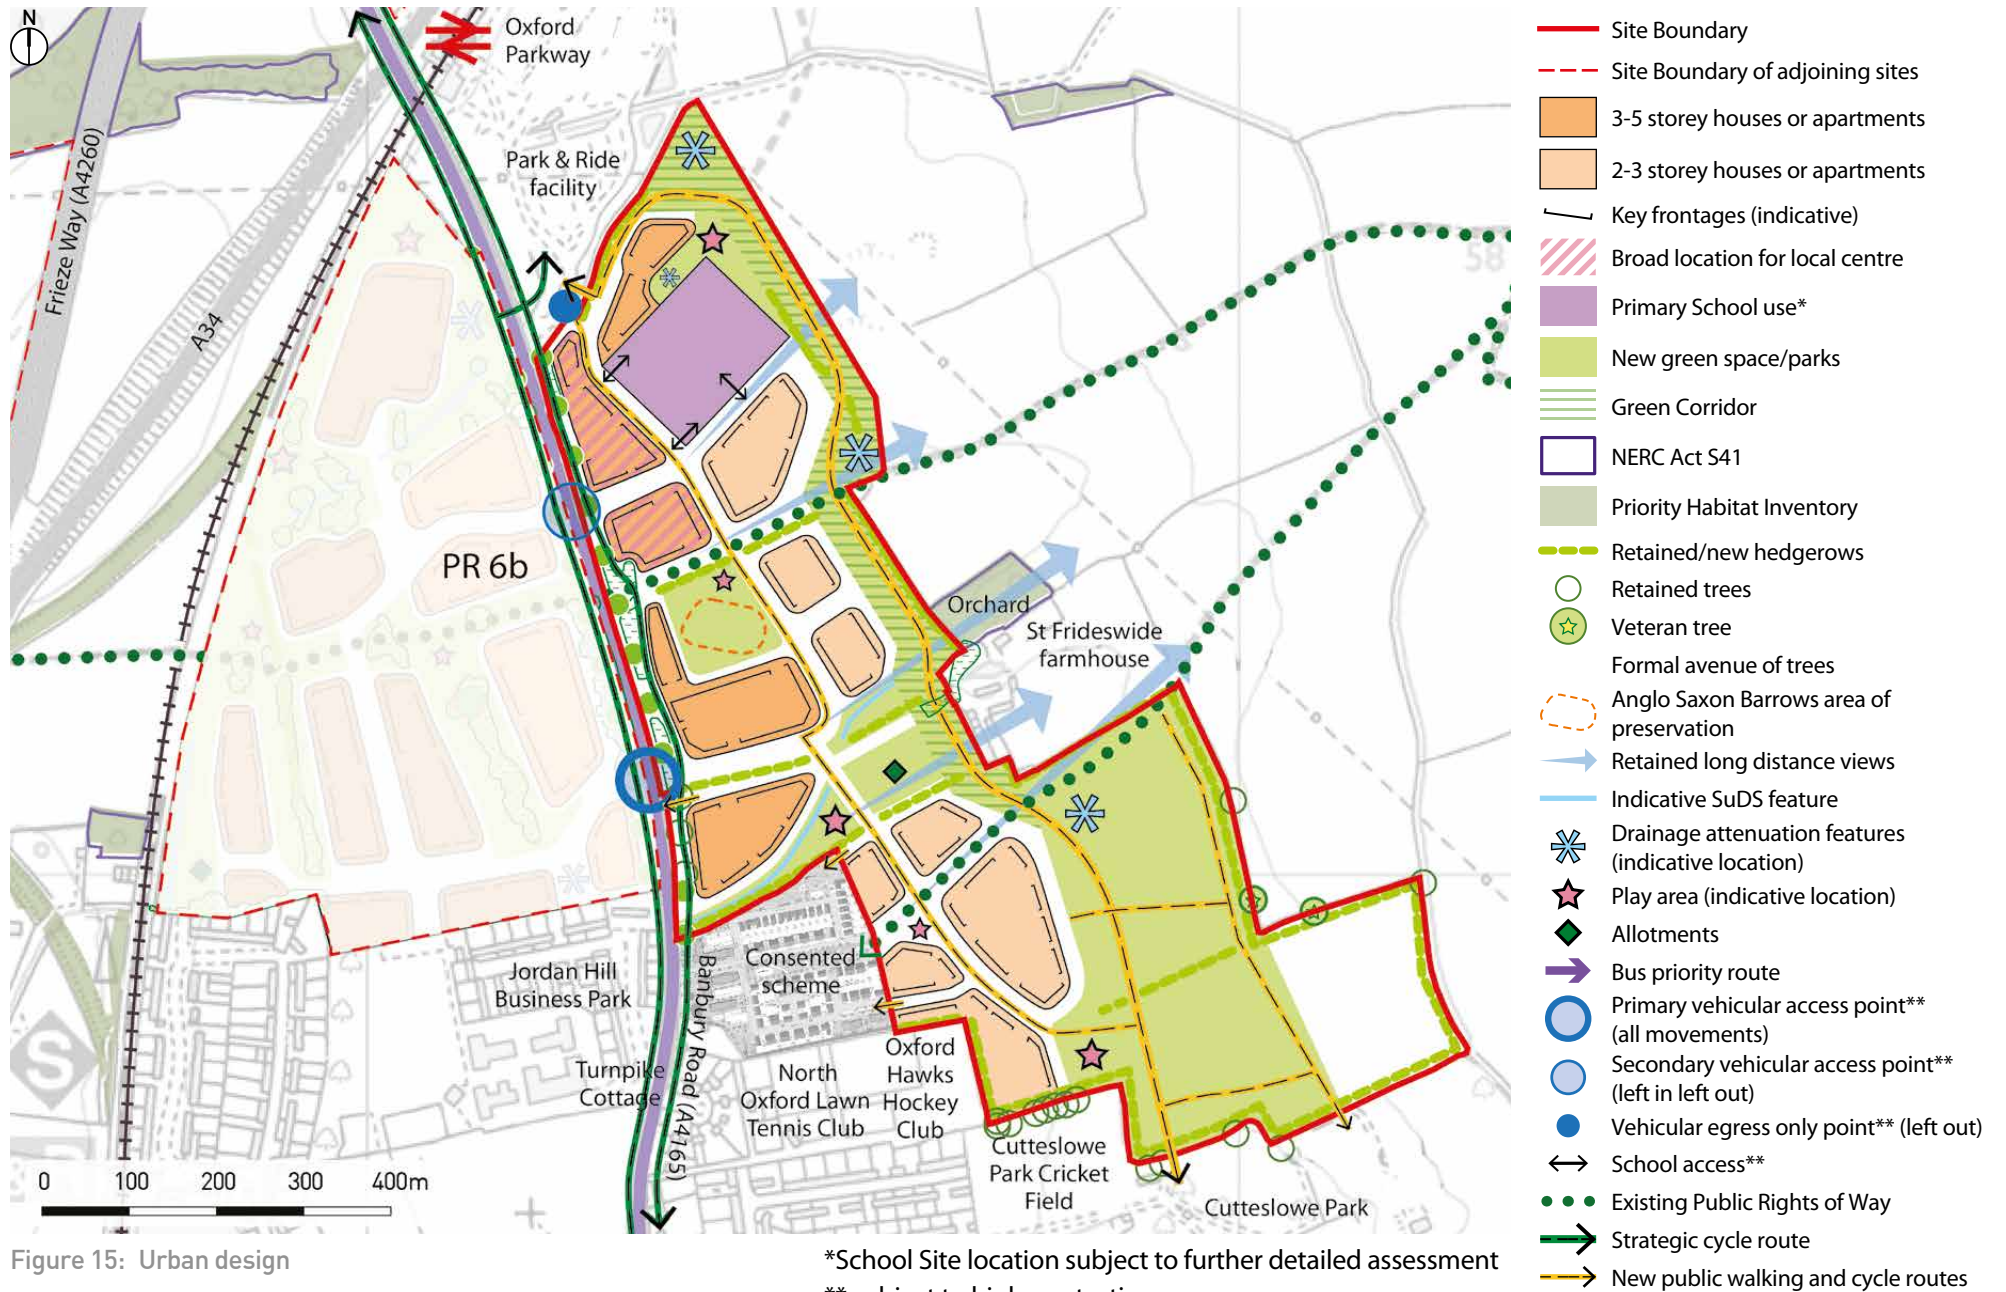 N
Oxford
Parkway
Frieze Way (A4260)
A34
Park & Ride
facility
58
PR 6b
Orchard
St Frideswide
farmhouse
Jordan Hill
Business Park
Consented
scheme
Banbury Road (A4165)
Turnpike
Cottage
North
Oxford Lawn
Tennis Club
Oxford
Hawks
Hockey
Club
Cutteslowe
Park Cricket
Field
Cutteslowe Park
S
0 100 200 300 400m
Site Boundary
Site Boundary of adjoining sites
3-5 storey houses or apartments
2-3 storey houses or apartments
Key frontages (indicative)
Broad location for local centre
Primary School use*
New green space/parks
Green Corridor
NERC Act S41
Priority Habitat Inventory
Retained/new hedgerows
Retained trees
Veteran tree
Formal avenue of trees
Anglo Saxon Barrows area of
preservation
Retained long distance views
Indicative SuDS feature
Drainage attenuation features
(indicative location)
Play area (indicative location)
Allotments
Bus priority route
Primary vehicular access point**
(all movements)
Secondary vehicular access point**
(left in left out)
Vehicular egress only point** (left out)
School access**
Existing Public Rights of Way
Strategic cycle route
New public walking and cycle routes
Figure 15: Urban design
*School Site location subject to further detailed assessment